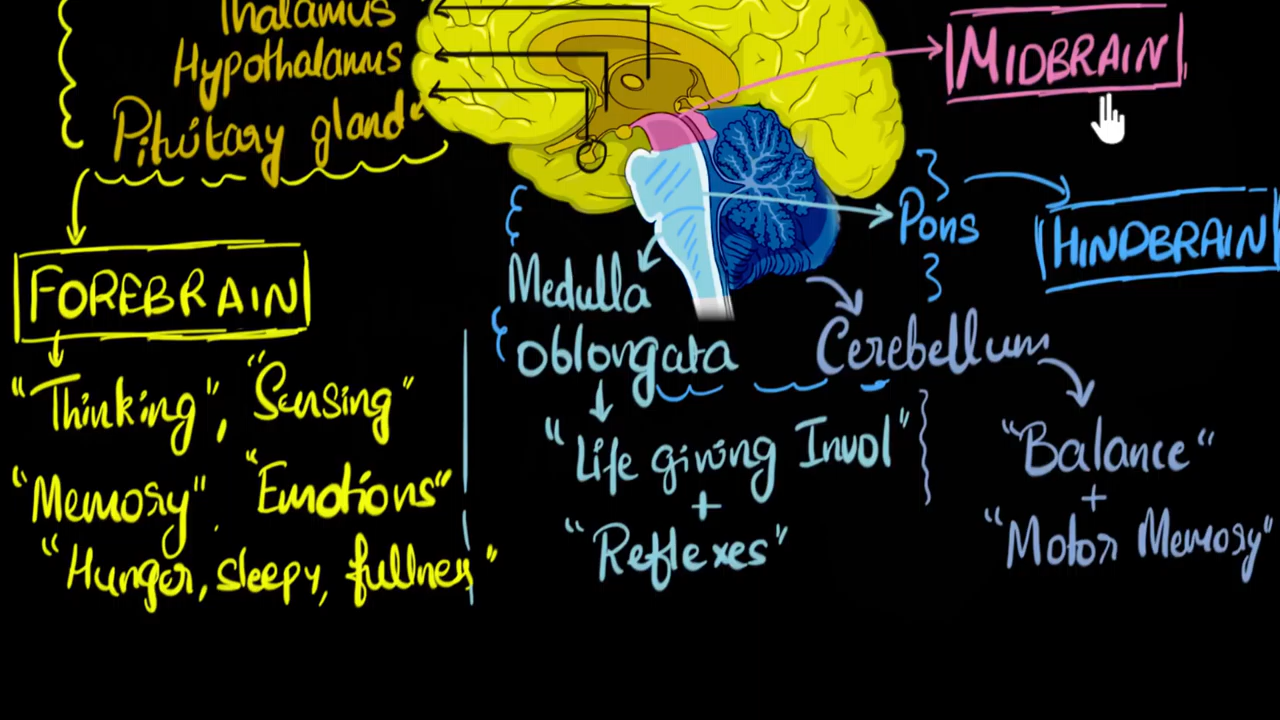 Thalamus
Hypothalamus
Pituitary gland
MIDBRAIN
Pons
HINDBRAIN
FOREBRAIN
Medulla
oblongata
Cerebellum
"Thinking", "Sensing"
"Memory", "Emotions"
"Hunger, sleepy, fullness"
"Life giving Invol"
+
"Reflexes"
"Balance"
+
"Motor Memory"